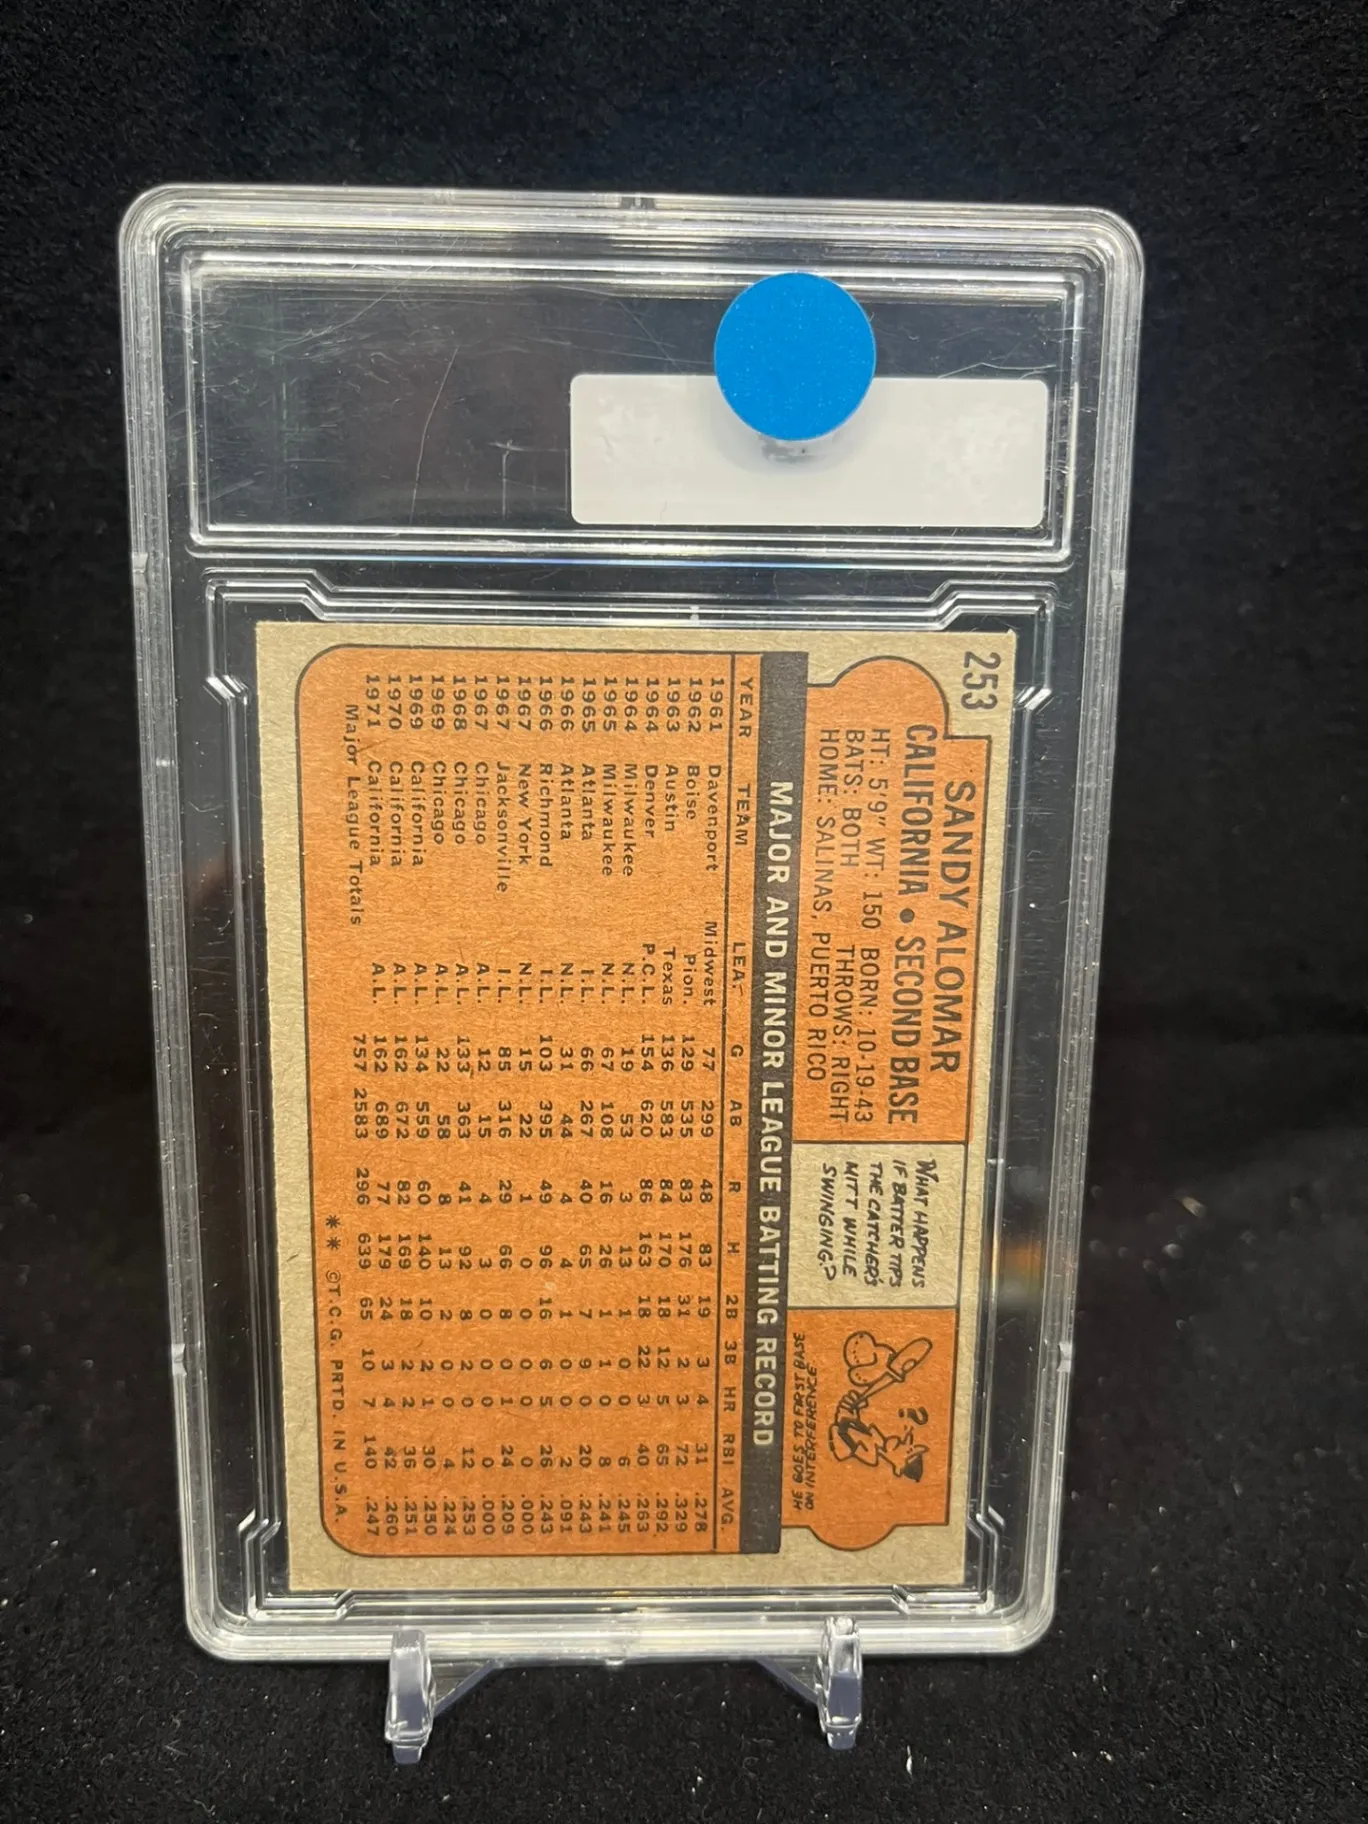 253
SANDY ALOMAR
CALIFORNIA • SECOND BASE
HT: 5'9" WT: 150 BORN: 10-19-43
BATS: BOTH THROWS: RIGHT
HOME: SALINAS, PUERTO RICO
WHAT HAPPENS
IF BATTER TIPS
THE CATCHER'S
MITT WHILE
SWINGING?
?
HE GOES TO FIRST BASE
ON INTERFERENCE
MAJOR AND MINOR LEAGUE BATTING RECORD
YEAR TEAM LEA. G AB R H 2B 3B HR RBI AVG.
1961 Davenport Midwest 77 299 48 83 19 3 4 31 .278
1962 Boise Pion. 129 535 83 176 31 2 3 72 .329
1963 Austin Texas 136 583 84 170 18 12 5 65 .292
1964 Denver P.C.L. 154 620 86 163 18 22 3 40 .263
1964 Milwaukee N.L. 19 53 3 13 1 0 0 6 .245
1965 Milwaukee N.L. 67 108 16 26 1 1 0 8 .241
1965 Atlanta I.L. 66 267 40 65 7 9 0 20 .243
1966 Atlanta N.L. 31 44 4 4 1 0 0 2 .091
1966 Richmond I.L. 103 395 49 96 16 6 5 26 .243
1967 New York N.L. 15 22 1 0 0 0 0 0 .000
1967 Jacksonville I.L. 85 316 29 66 8 0 1 24 .209
1967 Chicago A.L. 12 15 4 3 0 0 0 0 .000
1968 Chicago A.L. 133 363 41 92 8 2 0 12 .253
1969 Chicago A.L. 22 58 8 13 2 0 0 4 .224
1969 California A.L. 134 559 60 140 10 2 1 30 .250
1970 California A.L. 162 672 82 169 18 2 2 36 .251
1971 California A.L. 162 689 77 179 24 3 4 42 .260
Major League Totals 757 2583 296 639 65 10 7 140 .247
** ©T.C.G. PRTD. IN U.S.A.